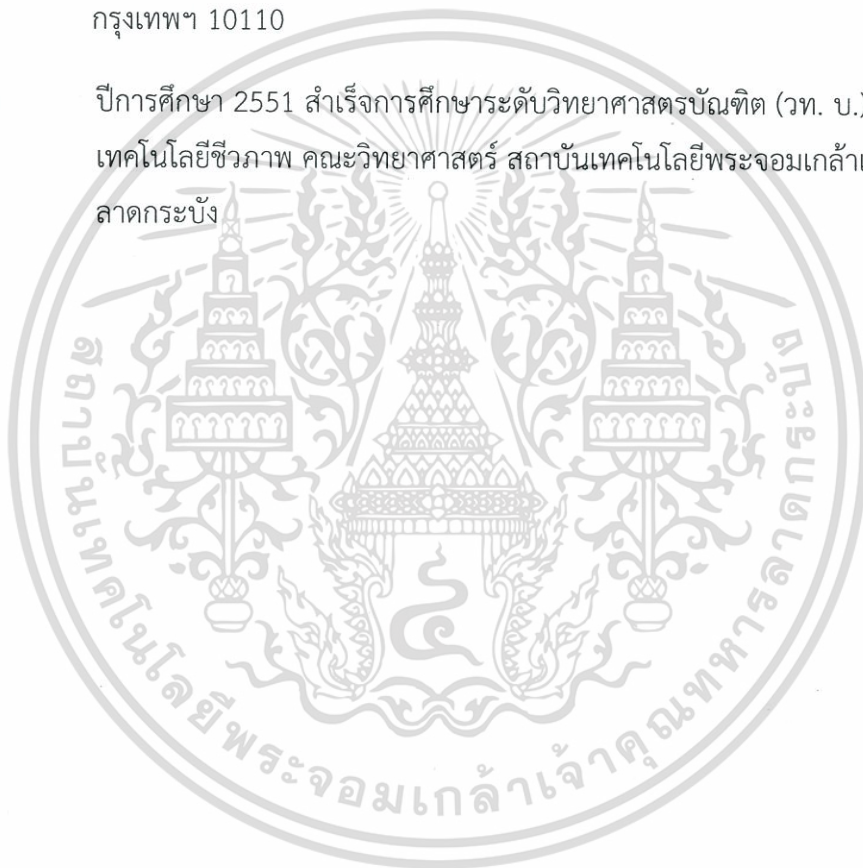 กรุงเทพฯ 10110
ปีการศึกษา 2551 สำเร็จการศึกษาระดับวิทยาศาสตรบัณฑิต (วท. บ.)
เทคโนโลยีชีวภาพ คณะวิทยาศาสตร์ สถาบันเทคโนโลยีพระจอมเกล้าเ
ลาดกระบัง
สถาบันเทคโนโลยีพระจอมเกล้าเจ้าคุณทหารลาดกระบัง
๔